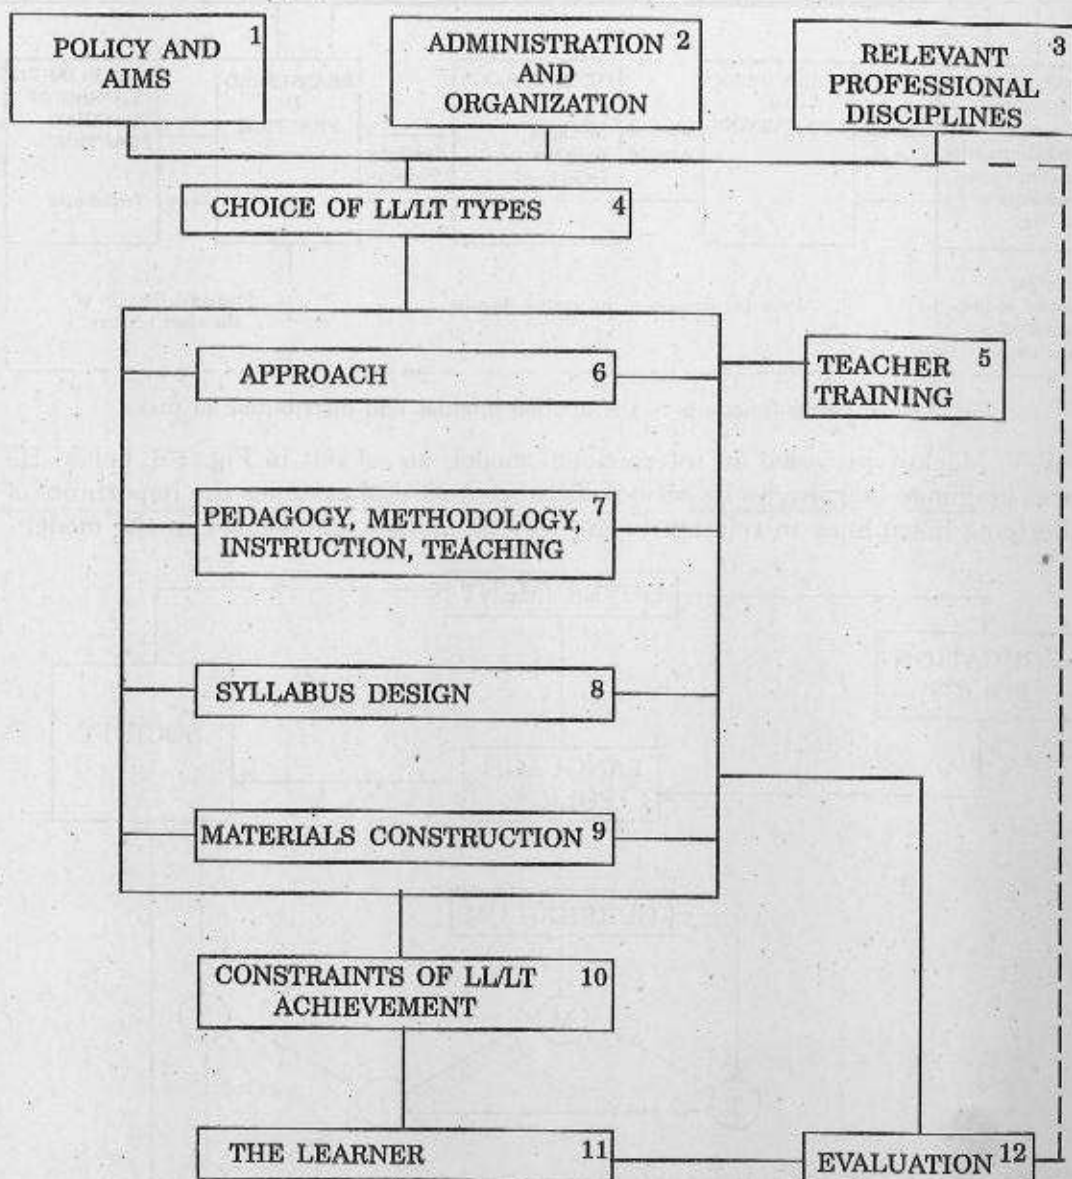 POLICY AND 1
AIMS
ADMINISTRATION 2
AND
ORGANIZATION
RELEVANT 3
PROFESSIONAL
DISCIPLINES
CHOICE OF LL/LT TYPES 4
TEACHER 5
TRAINING
APPROACH 6
PEDAGOGY, METHODOLOGY, 7
INSTRUCTION, TEACHING
SYLLABUS DESIGN 8
MATERIALS CONSTRUCTION 9
CONSTRAINTS OF LL/LT 10
ACHIEVEMENT
THE LEARNER 11
EVALUATION 12